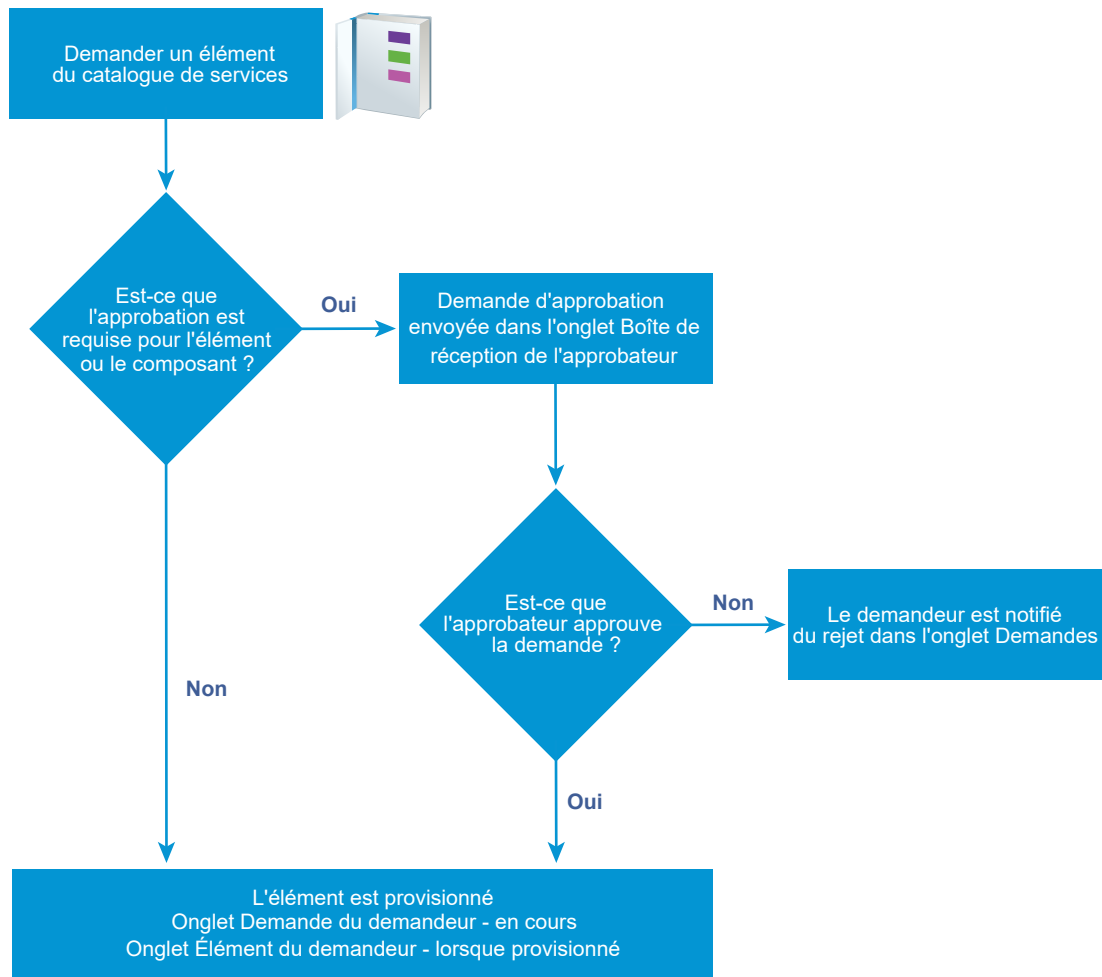 Demander un élément
du catalogue de services
Est-ce que
l'approbation est
requise pour l'élément
ou le composant ?
Oui
Demande d'approbation
envoyée dans l'onglet Boîte de
réception de l'approbateur
Est-ce que
l'approbateur approuve
la demande ?
Non
Le demandeur est notifié
du rejet dans l'onglet Demandes
Non
Oui
L'élément est provisionné
Onglet Demande du demandeur - en cours
Onglet Élément du demandeur - lorsque provisionné